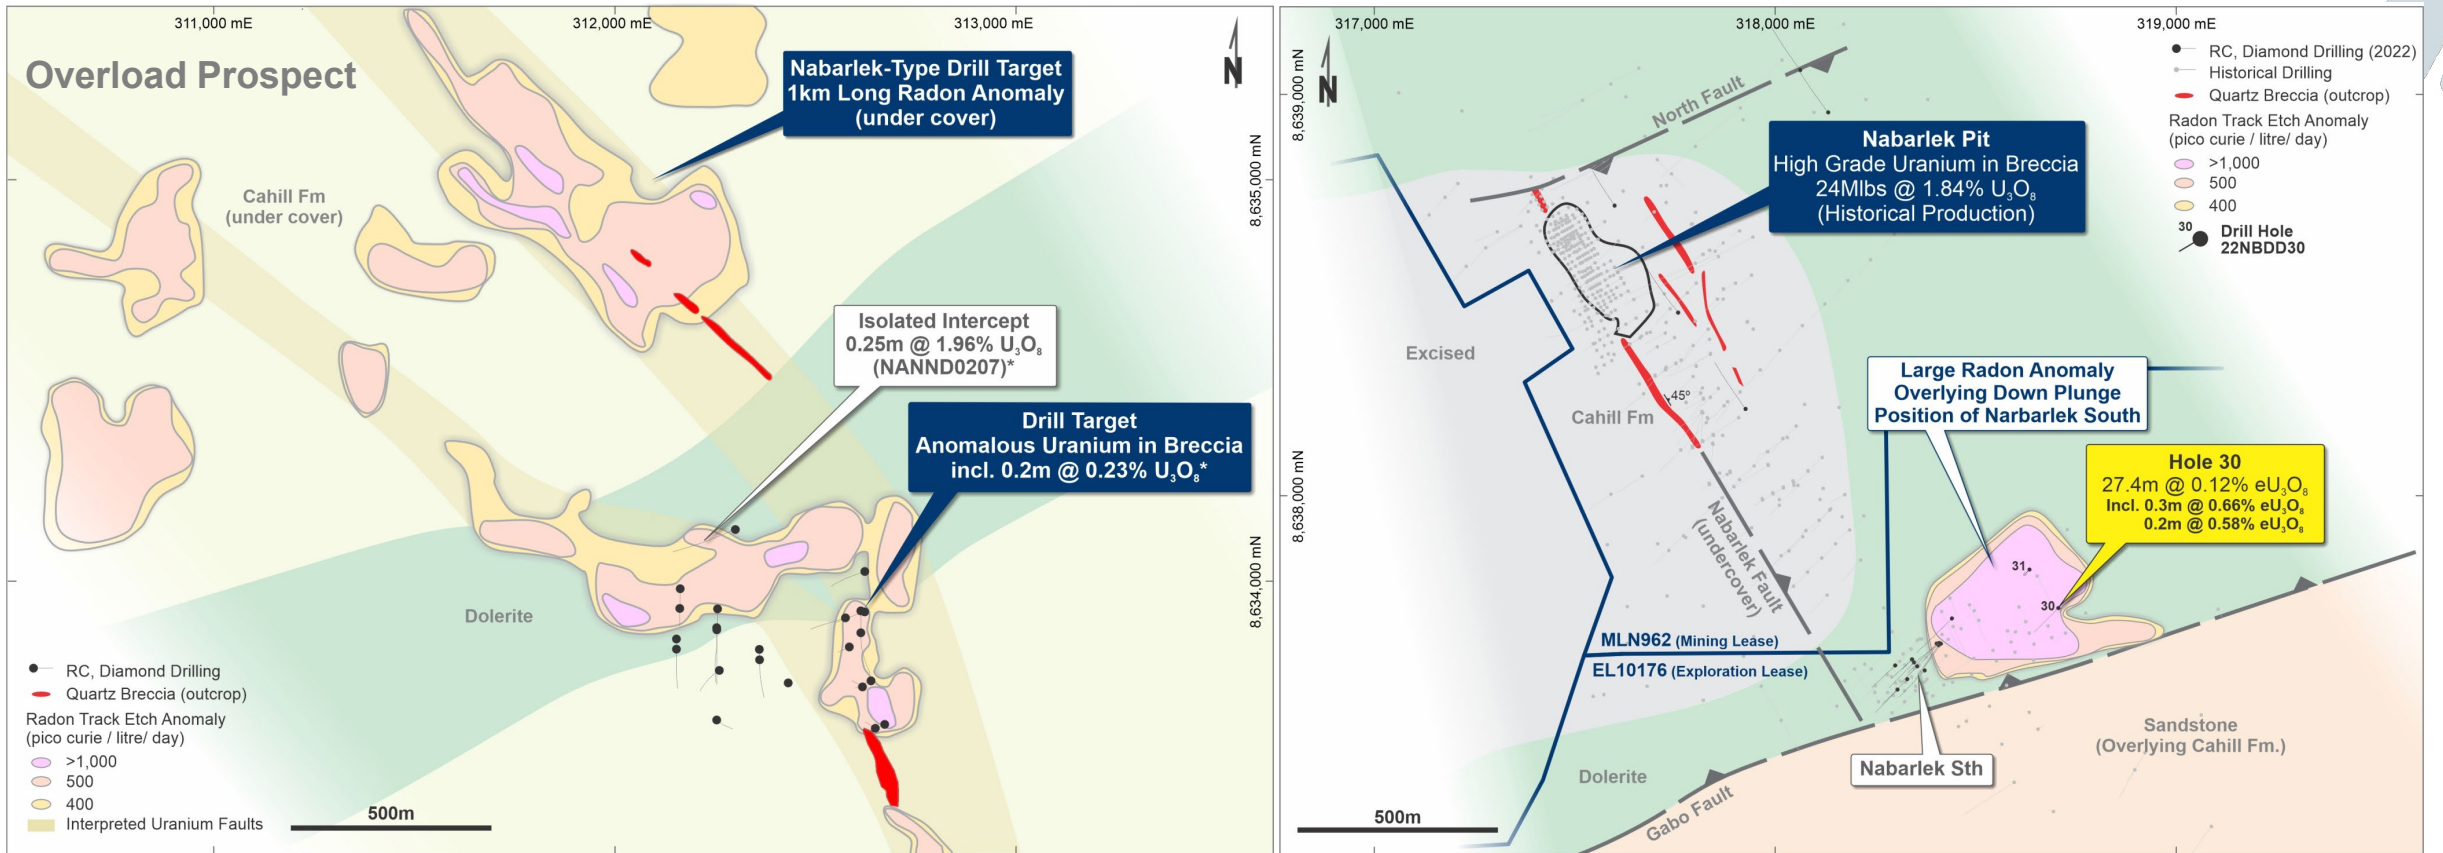 311,000 mE
312,000 mE
313,000 mE
Overload Prospect
N
Nabarlek-Type Drill Target
1km Long Radon Anomaly
(under cover)
8,635,000 mN
Cahill Fm
(under cover)
Isolated Intercept
0.25m @ 1.96% U₃O₈
(NANND0207)*
Drill Target
Anomalous Uranium in Breccia
incl. 0.2m @ 0.23% U₃O₈*
8,634,000 mN
Dolerite
RC, Diamond Drilling
Quartz Breccia (outcrop)
Radon Track Etch Anomaly
(pico curie / litre/ day)
>1,000
500
400
Interpreted Uranium Faults
500m
317,000 mE
318,000 mE
319,000 mE
N
8,639,000 mN
RC, Diamond Drilling (2022)
Historical Drilling
Quartz Breccia (outcrop)
Radon Track Etch Anomaly
(pico curie / litre/ day)
>1,000
500
400
30
Drill Hole
22NBDD30
North Fault
Nabarlek Pit
High Grade Uranium in Breccia
24Mlbs @ 1.84% U₃O₈
(Historical Production)
Excised
Cahill Fm
45°
Large Radon Anomaly
Overlying Down Plunge
Position of Narbarlek South
Hole 30
27.4m @ 0.12% eU₃O₈
Incl. 0.3m @ 0.66% eU₃O₈
0.2m @ 0.58% eU₃O₈
8,638,000 mN
Nabarlek Fault
(undercover)
31
30
MLN962 (Mining Lease)
EL10176 (Exploration Lease)
Sandstone
(Overlying Cahill Fm.)
Nabarlek Sth
Dolerite
Gabo Fault
500m